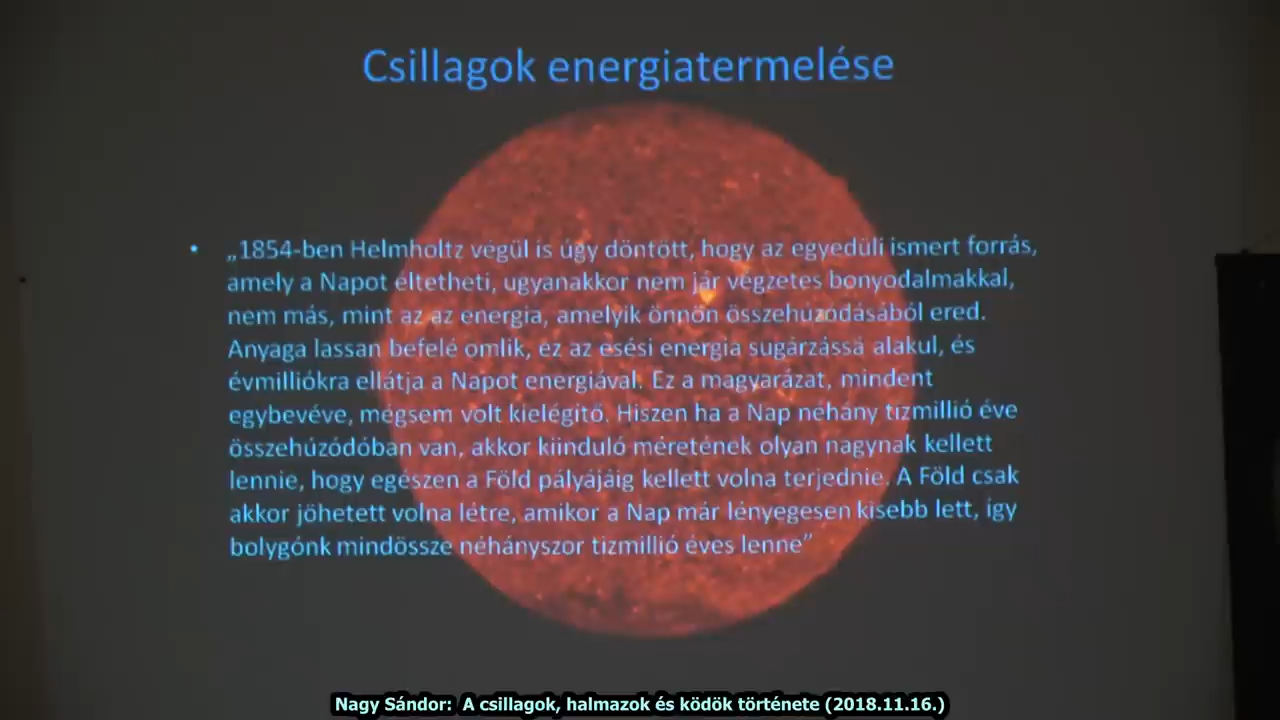 Csillagok energiatermelése
• „1854-ben Helmholtz végül is úgy döntött, hogy az egyedüli ismert forrás,
amely a Napot éltetheti, ugyanakkor nem jár végzetes bonyodalmakkal,
nem más, mint az az energia, amelyik önnön összehúzódásából ered.
Anyaga lassan befelé omlik, ez az esési energia sugárzássá alakul, és
évmilliókra ellátja a Napot energiával. Ez a magyarázat, mindent
egybevéve, mégsem volt kielégítő. Hiszen ha a Nap néhány tízmillió éve
összehúzódóban van, akkor kiinduló méretének olyan nagynak kellett
lennie, hogy egészen a Föld pályájáig kellett volna terjednie. A Föld csak
akkor jöhetett volna létre, amikor a Nap már lényegesen kisebb lett, így
bolygónk mindössze néhányszor tízmillió éves lenne”
Nagy Sándor: A csillagok, halmazok és ködök története (2018.11.16.)